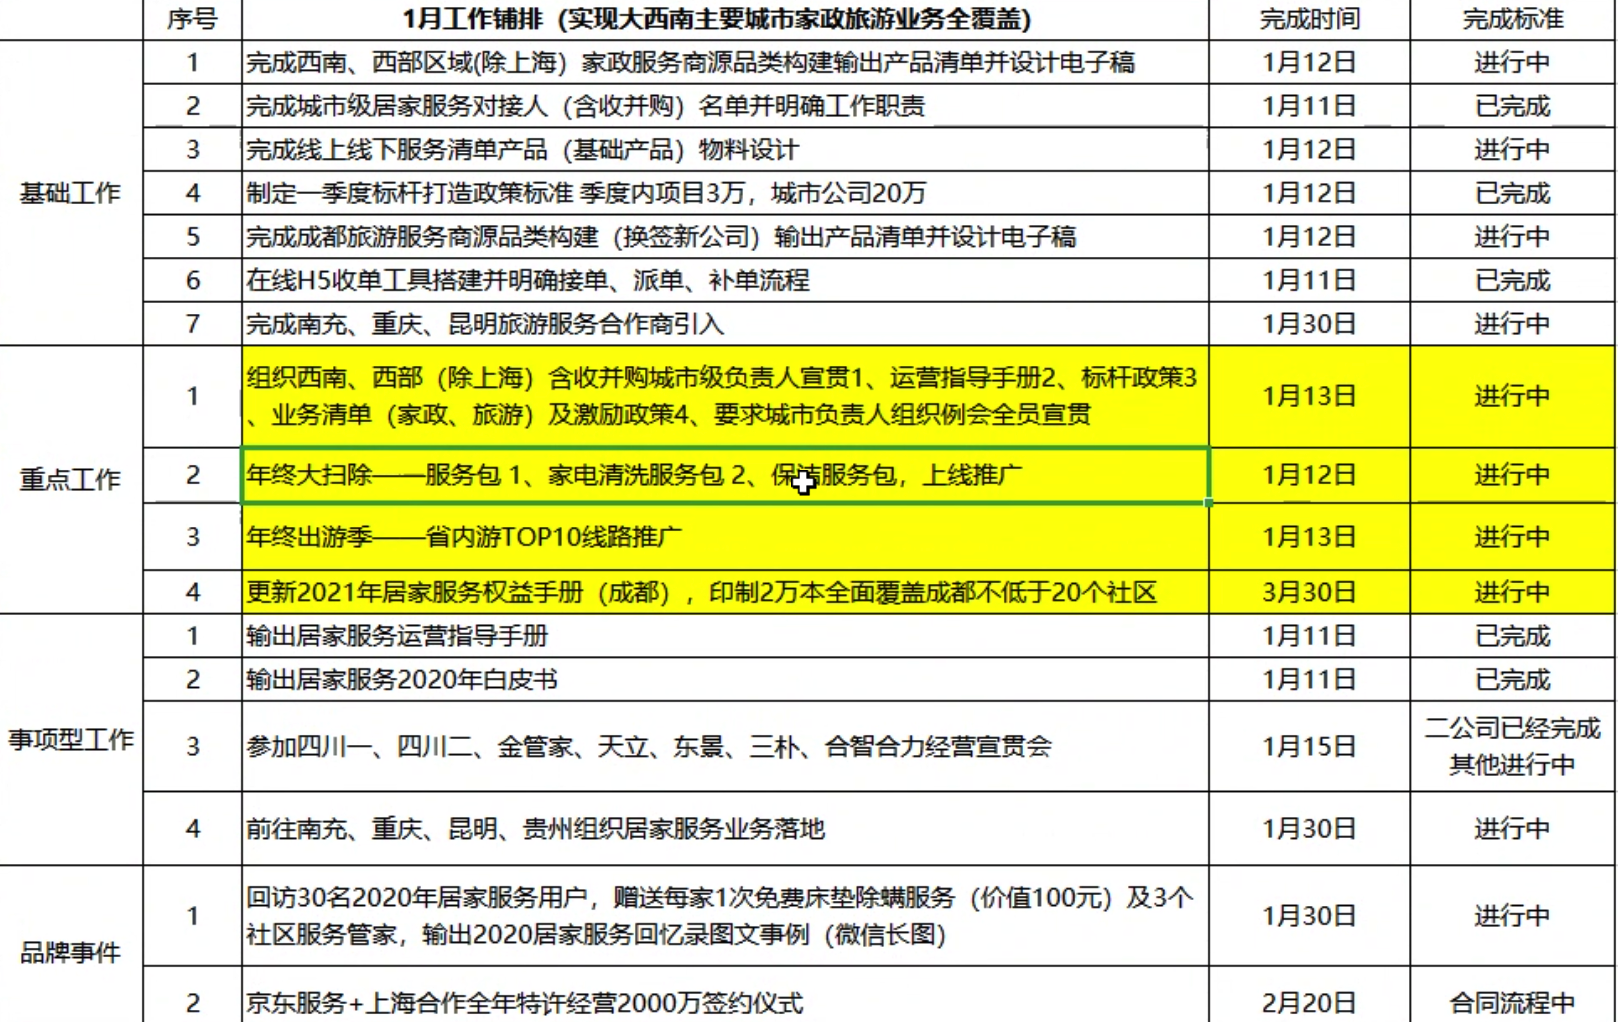 序号 1月工作铺排（实现大西南主要城市家政旅游业务全覆盖） 完成时间 完成标准
基础工作
1 完成西南、西部区域(除上海）家政服务商源品类构建输出产品清单并设计电子稿 1月12日 进行中
2 完成城市级居家服务对接人（含收并购）名单并明确工作职责 1月11日 已完成
3 完成线上线下服务清单产品（基础产品）物料设计 1月12日 进行中
4 制定一季度标杆打造政策标准 季度内项目3万，城市公司20万 1月12日 已完成
5 完成成都旅游服务商源品类构建（换签新公司）输出产品清单并设计电子稿 1月12日 进行中
6 在线H5收单工具搭建并明确接单、派单、补单流程 1月11日 已完成
7 完成南充、重庆、昆明旅游服务合作商引入 1月30日 进行中
重点工作
1 组织西南、西部（除上海）含收并购城市级负责人宣贯1、运营指导手册2、标杆政策3
、业务清单（家政、旅游）及激励政策4、要求城市负责人组织例会全员宣贯 1月13日 进行中
2 年终大扫除——服务包 1、家电清洗服务包 2、保洁服务包，上线推广 1月12日 进行中
3 年终出游季——省内游TOP10线路推广 1月13日 进行中
4 更新2021年居家服务权益手册（成都），印制2万本全面覆盖成都不低于20个社区 3月30日 进行中
事项型工作
1 输出居家服务运营指导手册 1月11日 已完成
2 输出居家服务2020年白皮书 1月11日 已完成
3 参加四川一、四川二、金管家、天立、东景、三朴、合智合力经营宣贯会 1月15日 二公司已经完成
其他进行中
4 前往南充、重庆、昆明、贵州组织居家服务业务落地 1月30日 进行中
品牌事件
1 回访30名2020年居家服务用户，赠送每家1次免费床垫除螨服务（价值100元）及3个
社区服务管家，输出2020居家服务回忆录图文事例（微信长图） 1月30日 进行中
2 京东服务+上海合作全年特许经营2000万签约仪式 2月20日 合同流程中